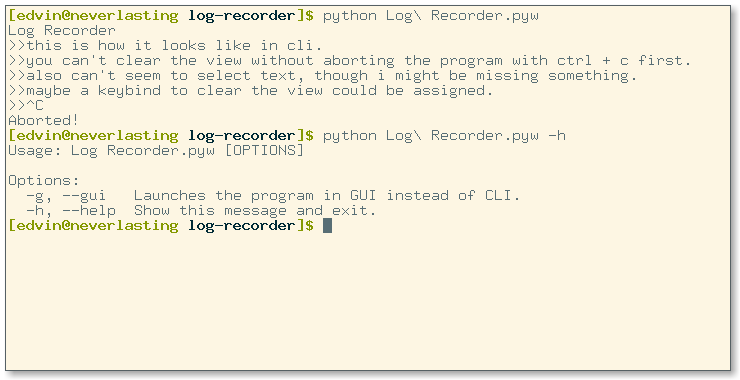 [edvin@neverlasting log-recorder]$ python Log\ Recorder.pyw
Log Recorder
>>this is how it looks like in cli.
>>you can't clear the view without aborting the program with ctrl + c first.
>>also can't seem to select text, though i might be missing something.
>>maybe a keybind to clear the view could be assigned.
>>^C
Aborted!
[edvin@neverlasting log-recorder]$ python Log\ Recorder.pyw -h
Usage: Log Recorder.pyw [OPTIONS]

Options:
  -g, --gui   Launches the program in GUI instead of CLI.
  -h, --help  Show this message and exit.
[edvin@neverlasting log-recorder]$